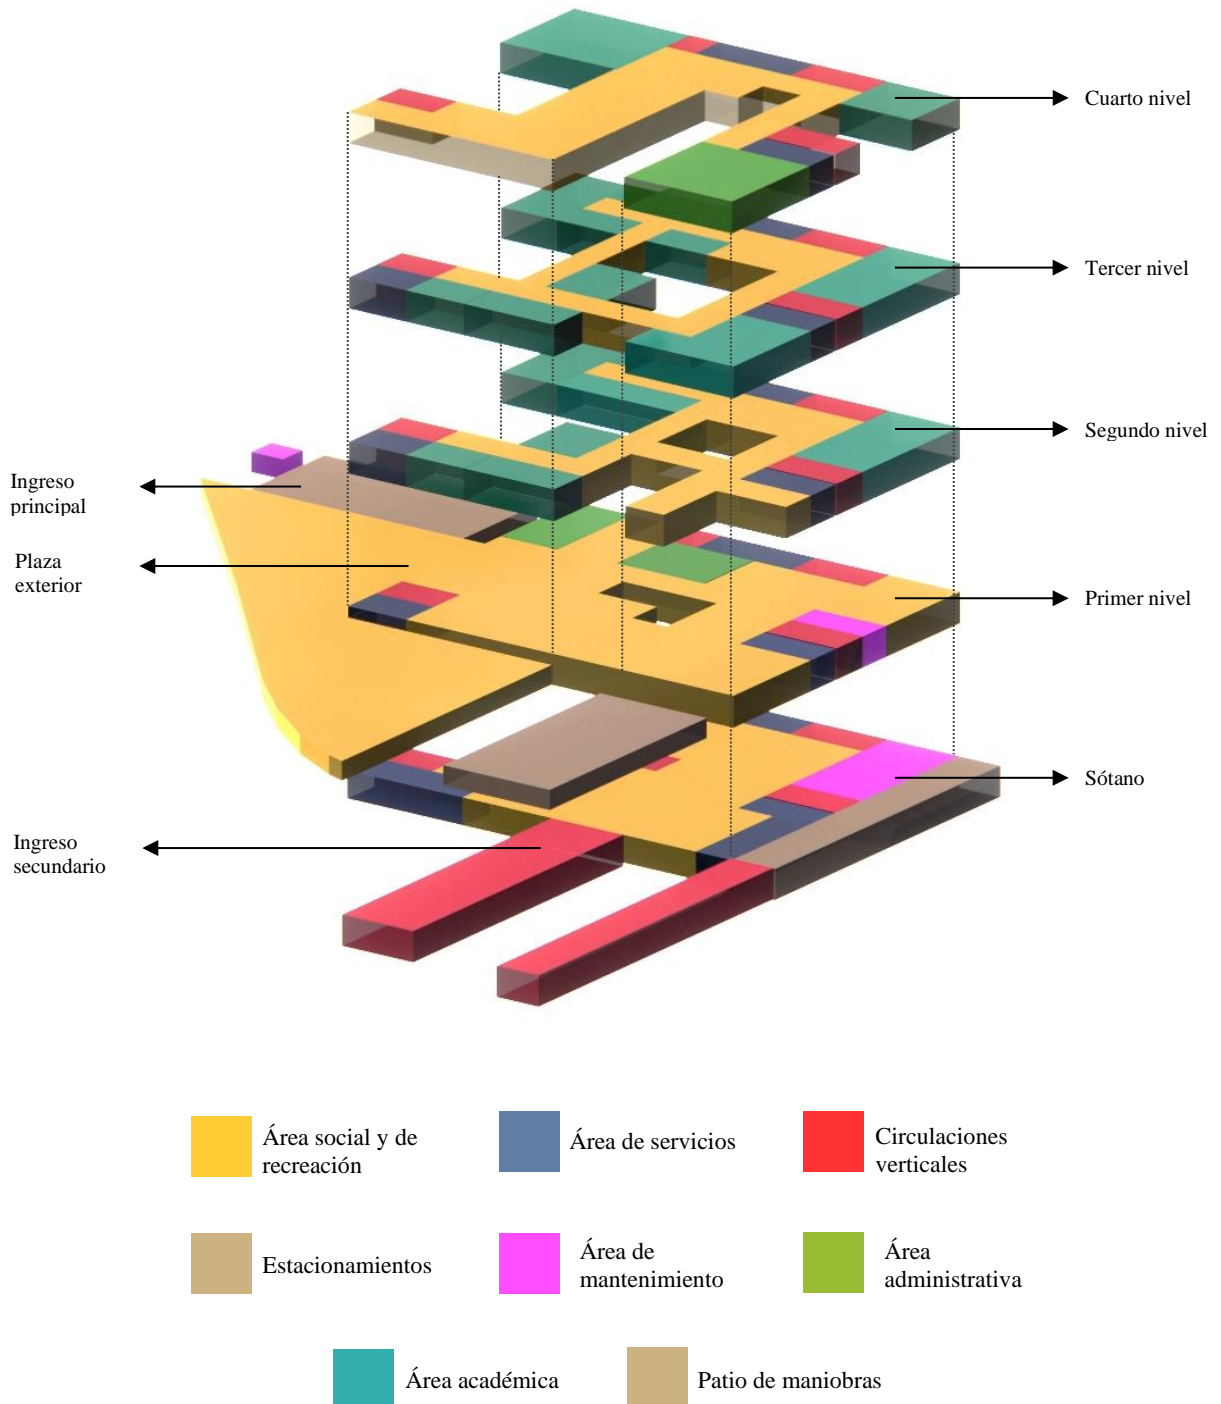 Cuarto nivel
Tercer nivel
Segundo nivel
Ingreso
principal
Plaza
exterior
Primer nivel
Sótano
Ingreso
secundario
Área social y de
recreación
Área de servicios
Circulaciones
verticales
Estacionamientos
Área de
mantenimiento
Área
administrativa
Área académica
Patio de maniobras